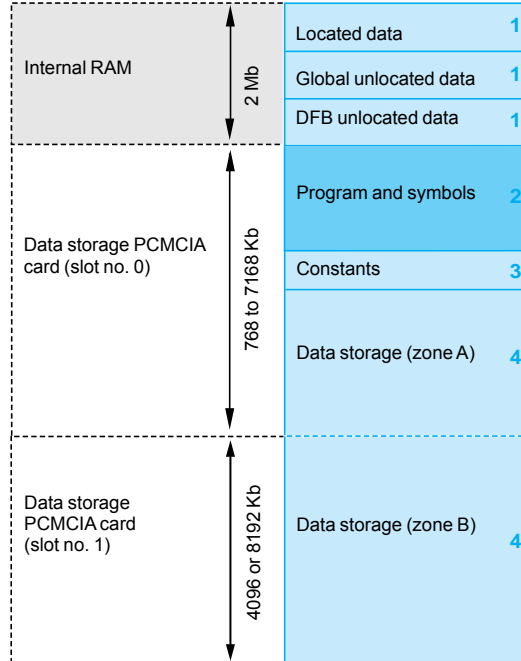 Internal RAM
2 Mb
Located data 1
Global unlocated data 1
DFB unlocated data 1
Data storage PCMCIA
card (slot no. 0)
768 to 7168 Kb
Program and symbols 2
Constants 3
Data storage (zone A) 4
Data storage
PCMCIA card
(slot no. 1)
4096 or 8192 Kb
Data storage (zone B) 4